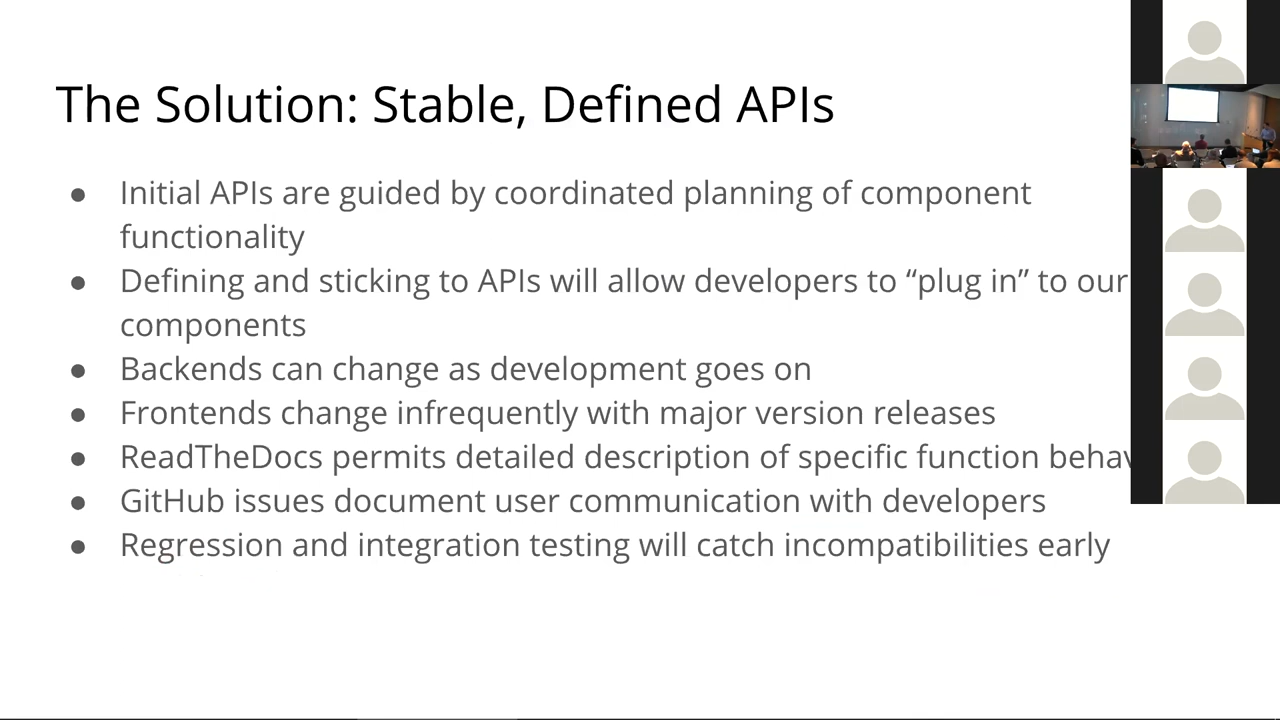 The Solution: Stable, Defined APIs
● Initial APIs are guided by coordinated planning of component
functionality
● Defining and sticking to APIs will allow developers to “plug in” to our
components
● Backends can change as development goes on
● Frontends change infrequently with major version releases
● ReadTheDocs permits detailed description of specific function
● GitHub issues document user communication with developers
● Regression and integration testing will catch incompatibilities early